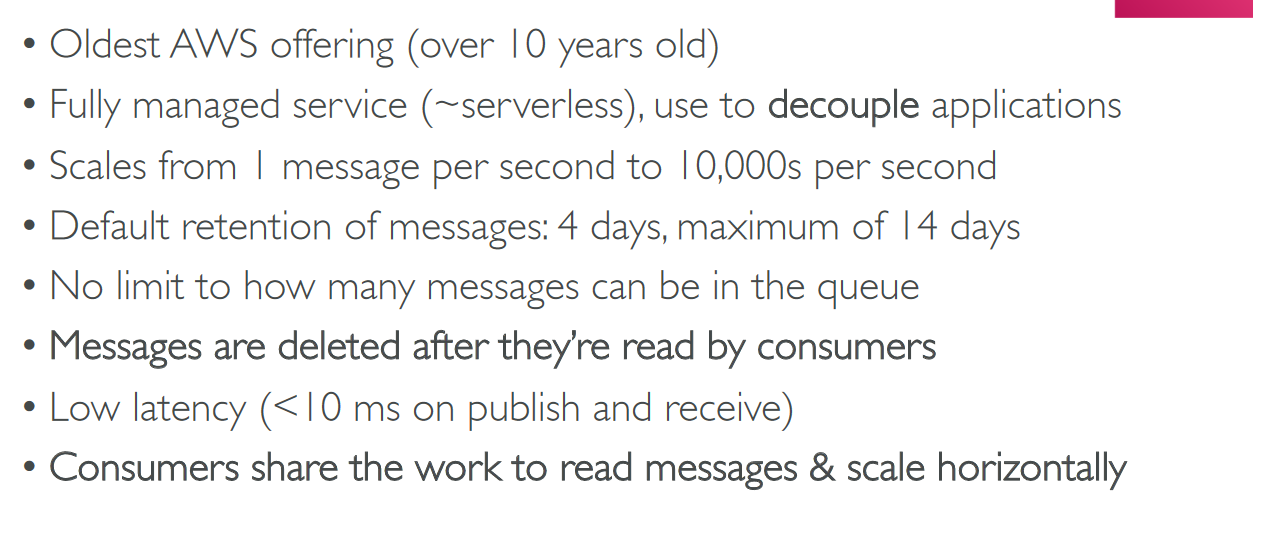 • Oldest AWS offering (over 10 years old)
• Fully managed service (~serverless), use to decouple applications
• Scales from 1 message per second to 10,000s per second
• Default retention of messages: 4 days, maximum of 14 days
• No limit to how many messages can be in the queue
• Messages are deleted after they’re read by consumers
• Low latency (<10 ms on publish and receive)
• Consumers share the work to read messages & scale horizontally